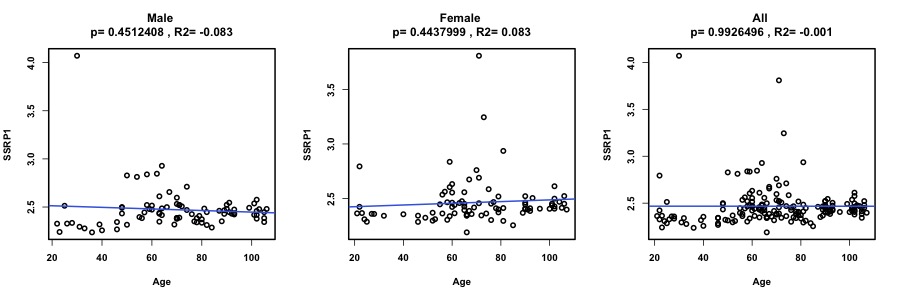 Male
p= 0.4512408 , R2= -0.083
SSRP1
4.0
3.5
3.0
2.5
20 40 60 80 100
Age
Female
p= 0.4437999 , R2= 0.083
SSRP1
3.5
3.0
2.5
20 40 60 80 100
Age
All
p= 0.9926496 , R2= -0.001
SSRP1
4.0
3.5
3.0
2.5
20 40 60 80 100
Age